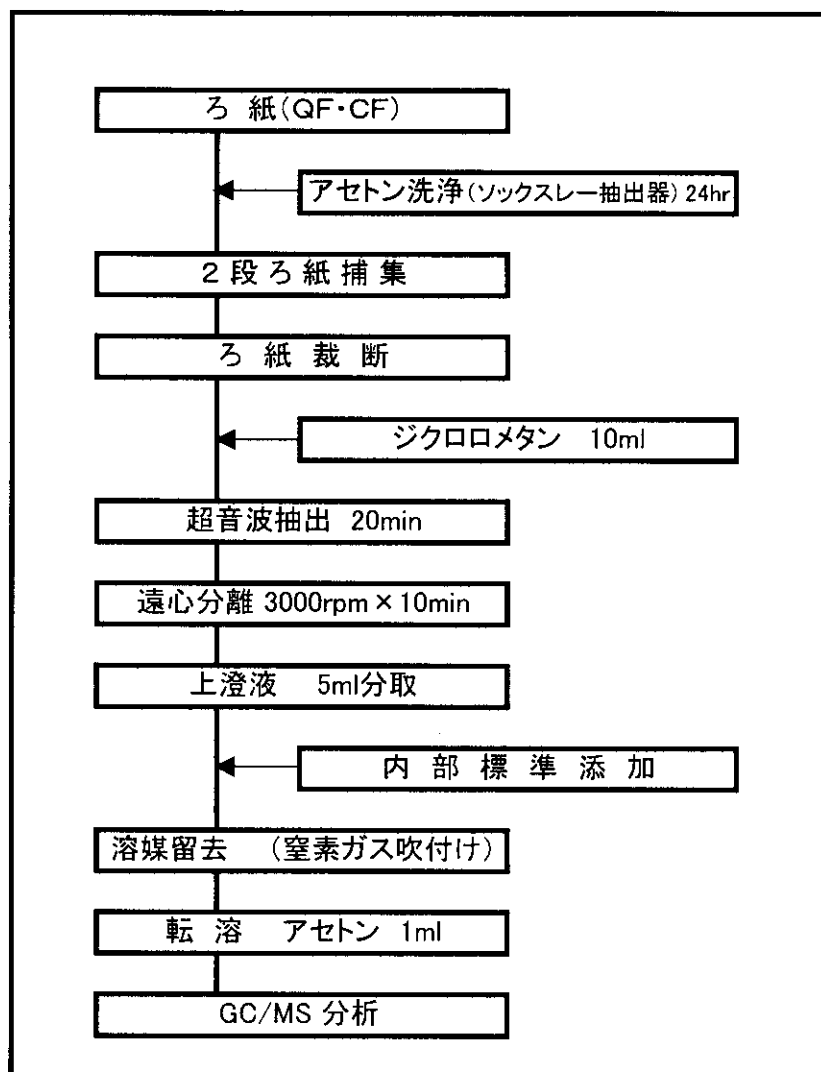 ろ 紙(QF・CF)
アセトン洗浄(ソックスレー抽出器) 24hr
2 段 ろ 紙 捕 集
ろ 紙 裁 断
ジクロロメタン 10ml
超音波抽出 20min
遠心分離 3000rpm×10min
上澄液 5ml分取
内 部 標 準 添 加
溶媒留去 (窒素ガス吹付け)
転 溶 アセトン 1ml
GC/MS 分析